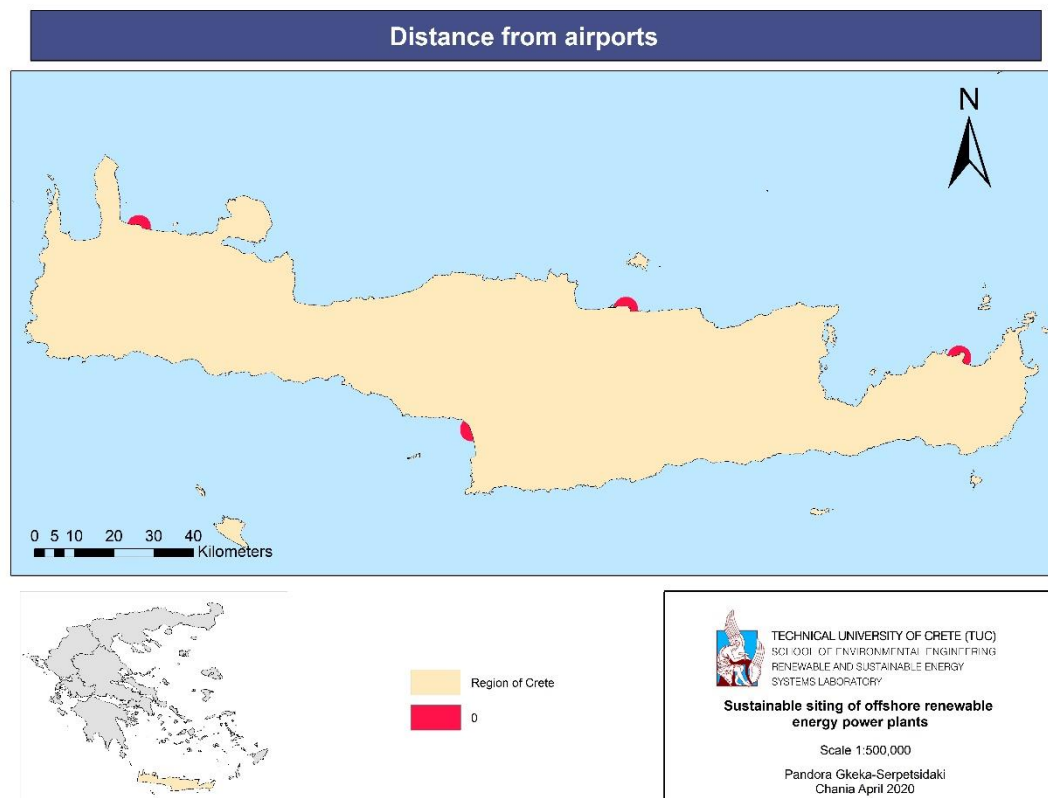 Distance from airports
N
0 5 10 20 30 40
Kilometers
Region of Crete
0
TECHNICAL UNIVERSITY OF CRETE (TUC)
SCHOOL OF ENVIRONMENTAL ENGINEERING
RENEWABLE AND SUSTAINABLE ENERGY
SYSTEMS LABORATORY
Sustainable siting of offshore renewable
energy power plants
Scale 1:500,000
Pandora Gkeka-Serpetsidaki
Chania April 2020